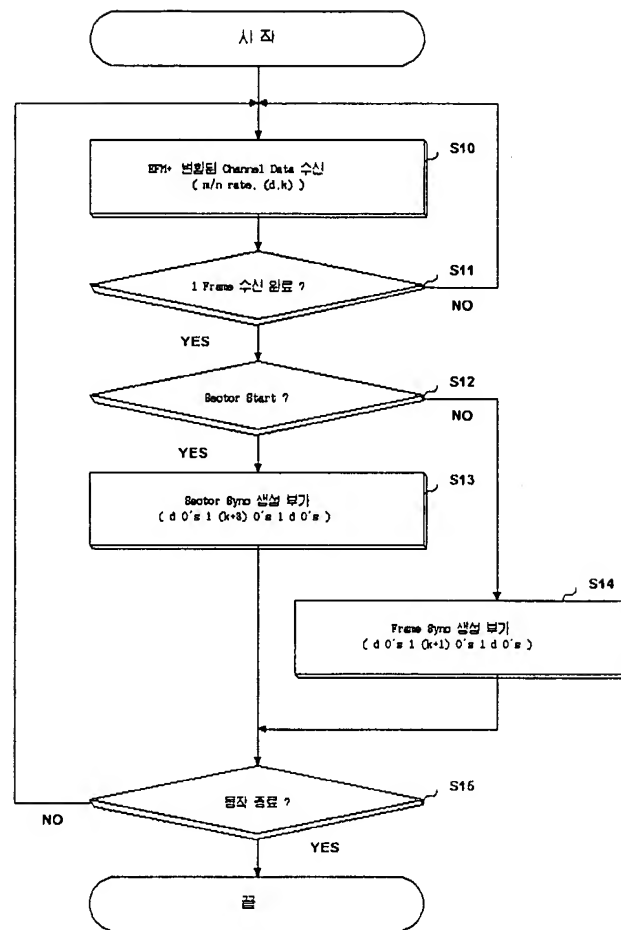 시 작
S10
EFM+ 변환된 Channel Data 수신
( m/n rate, (d,k) )
S11
1 Frame 수신 완료 ?
NO
YES
S12
Sector Start ?
NO
YES
S13
Sector Sync 생성 부가
( d 0's 1 (k+3) 0's 1 d 0's )
S14
Frame Sync 생성 부가
( d 0's 1 (k+1) 0's 1 d 0's )
S15
동작 종료 ?
NO
YES
끝